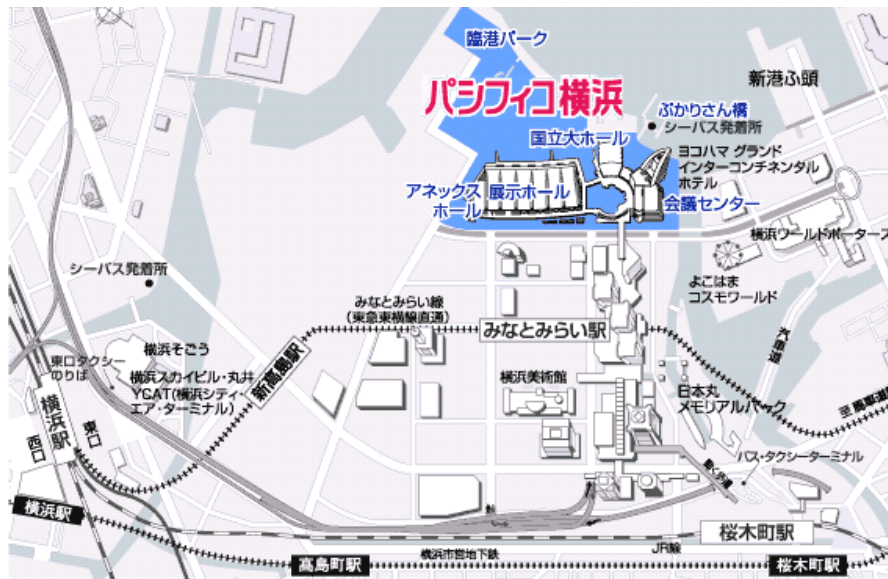 臨港パーク
パシフィコ横浜
新港ふ頭
ぷかりさん橋
シーバス発着所
国立大ホール
ヨコハマ グランド
インターコンチネンタル
ホテル
アネックス
ホール
展示ホール
会議センター
横浜ワールドポーターズ
シーバス発着所
よこはま
コスモワールド
みなとみらい線
(東急東横線直通)
みなとみらい駅
汽車道
東口タクシー
のりば
横浜そごう
新高島駅
横浜スカイビル・丸井
YCAT(横浜シティ・
エア・ターミナル)
横浜美術館
日本丸
メモリアルパーク
横浜駅
東口
西口
動く歩道
バス・タクシーターミナル
横浜駅
桜木町駅
JR線
横浜市営地下鉄
高島町駅
桜木町駅